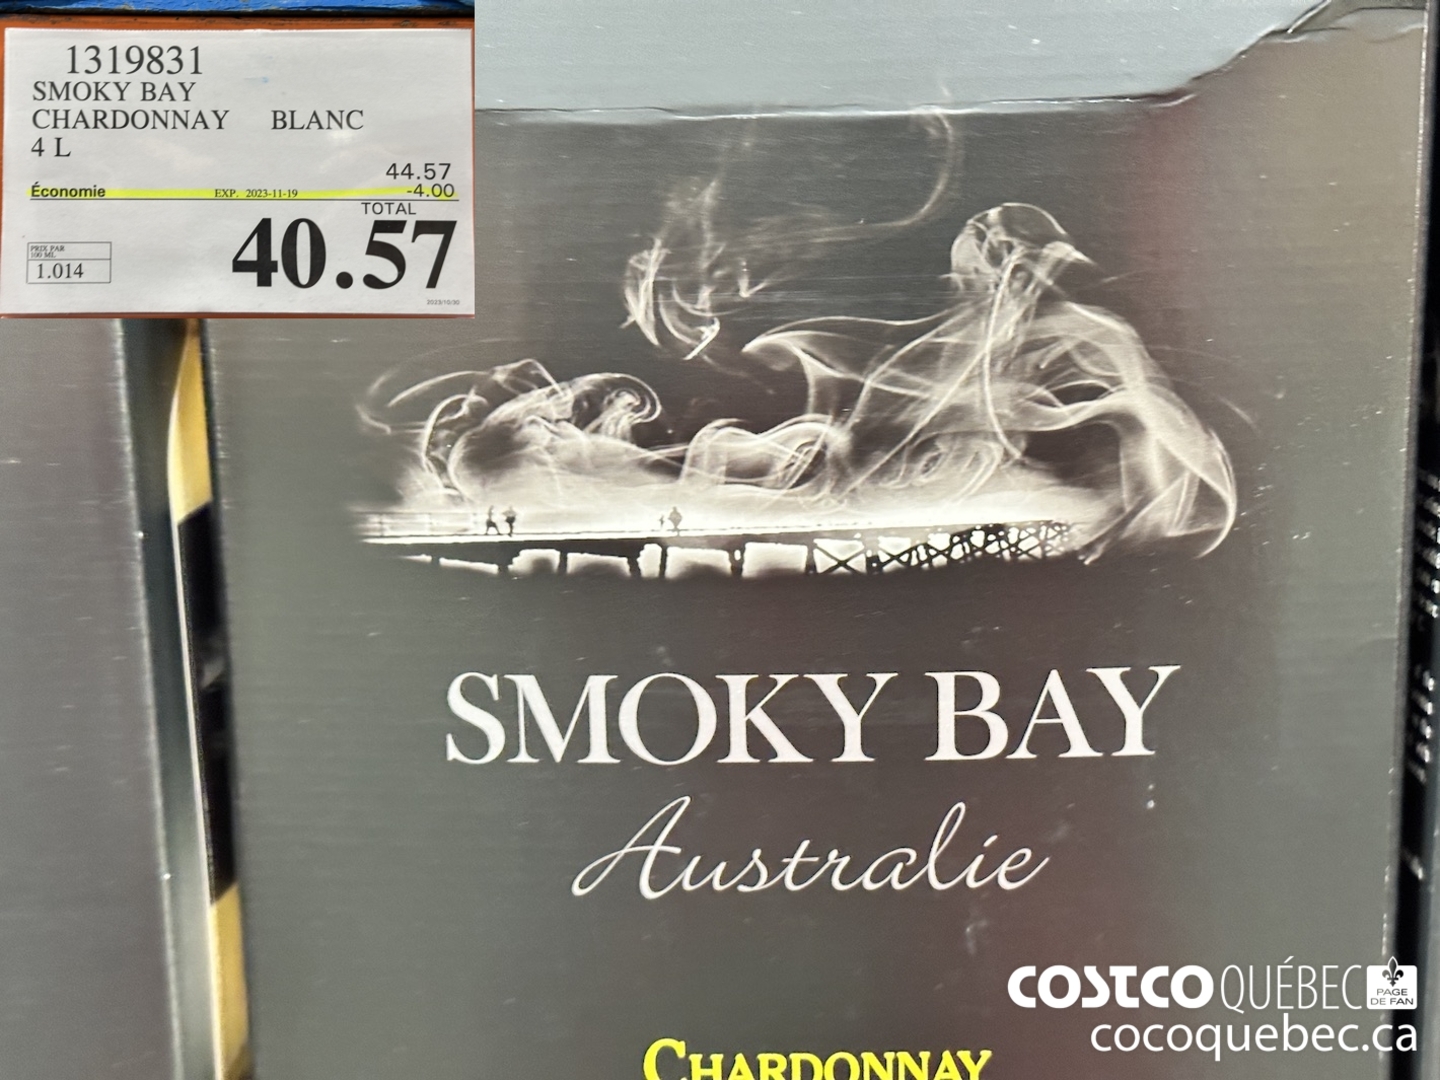 1319831
SMOKY BAY
CHARDONNAY BLANC
4 L
44.57
Économie EXP. 2023-11-19 -4.00
TOTAL
40.57
PRIX PAR
100 ML
1.014
2023/10/30
SMOKY BAY
Australie
CHARDONNAY
COSTCO QUÉBEC PAGE
DE FAN
cocoquebec.ca